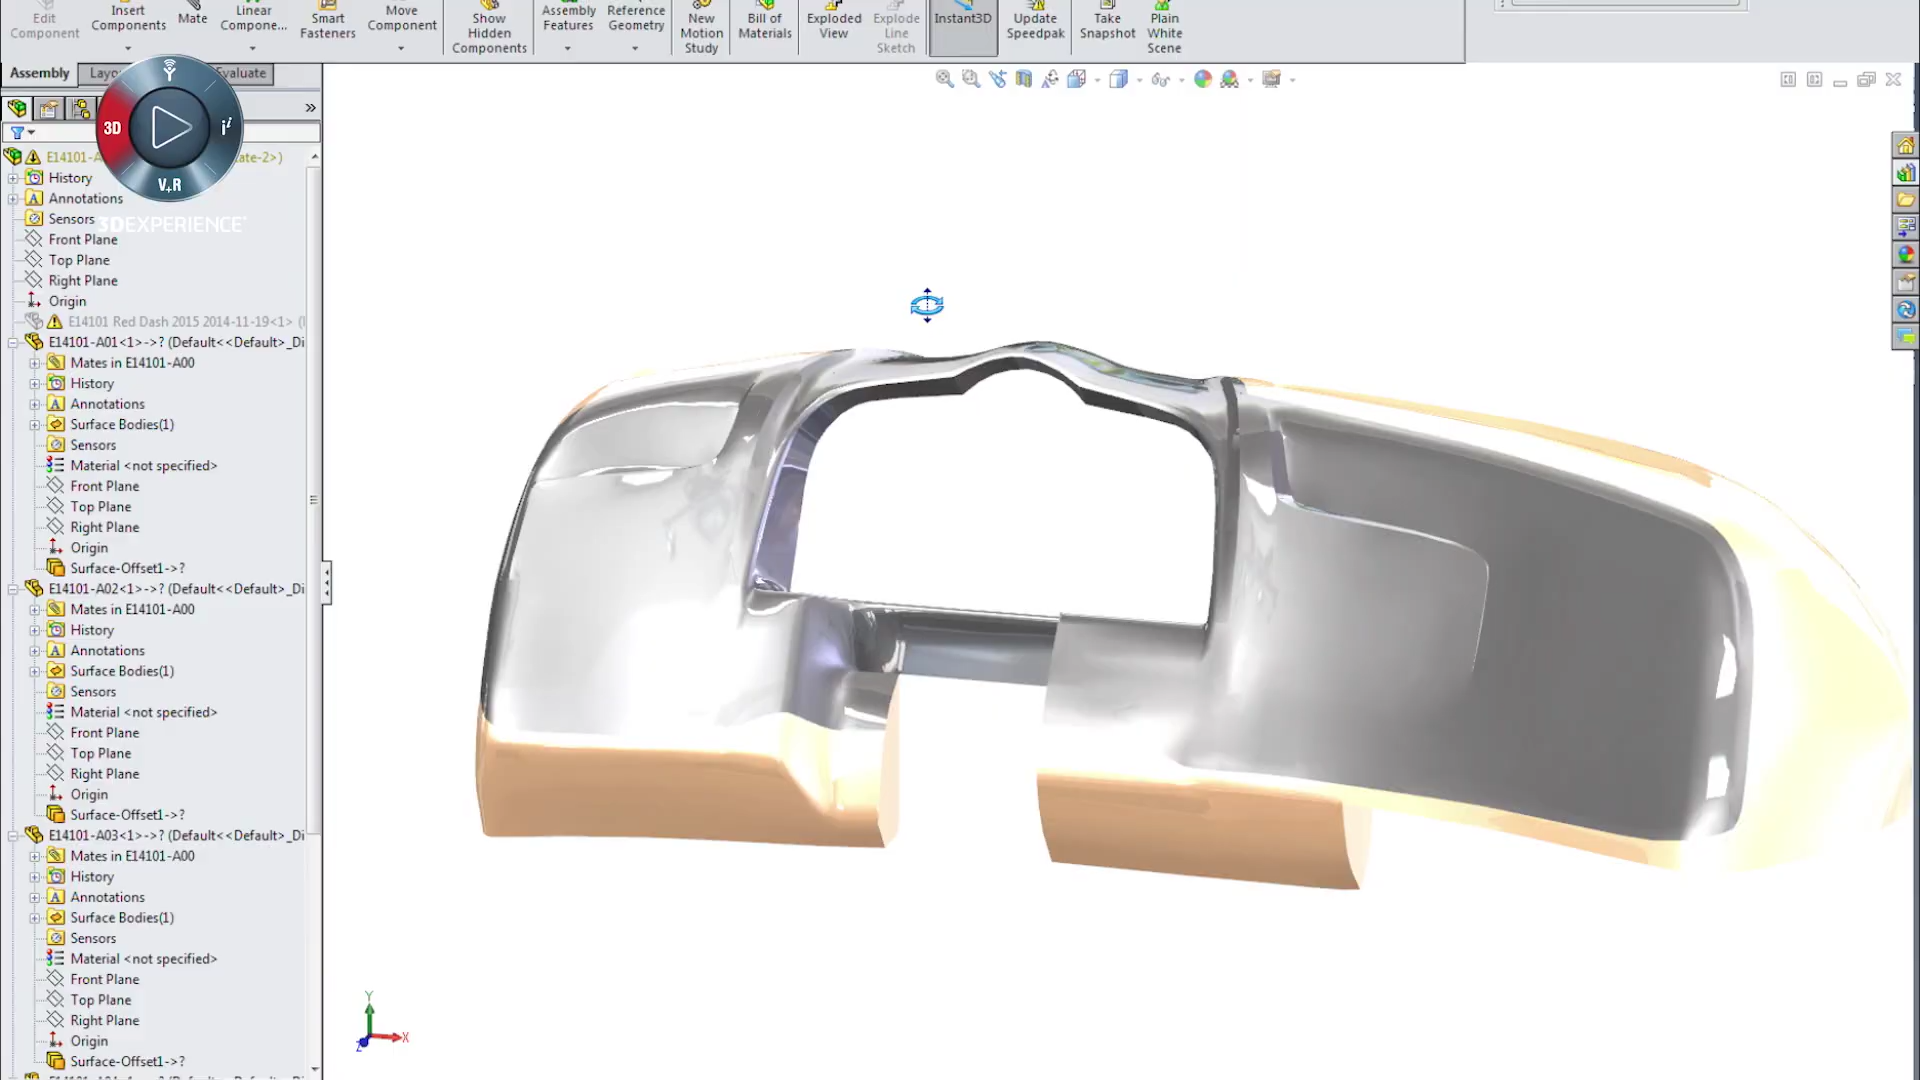 Edit
Component
Insert
Components
Mate
Linear
Compone...
Smart
Fasteners
Move
Component
Show
Hidden
Components
Assembly
Features
Reference
Geometry
New
Motion
Study
Bill of
Materials
Exploded
View
Explode
Line
Sketch
Instant3D
Update
Speedpak
Take
Snapshot
Plain
White
Scene
Assembly
Layou
Evaluate
3D
i
V+R
3DEXPERIENCE
E14101-A
ate-2>)
History
Annotations
Sensors
Front Plane
Top Plane
Right Plane
Origin
E14101 Red Dash 2015 2014-11-19<1> (
E14101-A01<1>->? (Default<<Default>_Di
Mates in E14101-A00
History
Annotations
Surface Bodies(1)
Sensors
Material <not specified>
Front Plane
Top Plane
Right Plane
Origin
Surface-Offset1->?
E14101-A02<1>->? (Default<<Default>_Di
Mates in E14101-A00
History
Annotations
Surface Bodies(1)
Sensors
Material <not specified>
Front Plane
Top Plane
Right Plane
Origin
Surface-Offset1->?
E14101-A03<1>->? (Default<<Default>_Di
Mates in E14101-A00
History
Annotations
Surface Bodies(1)
Sensors
Material <not specified>
Front Plane
Top Plane
Right Plane
Origin
Surface-Offset1->?
Y
X
Z